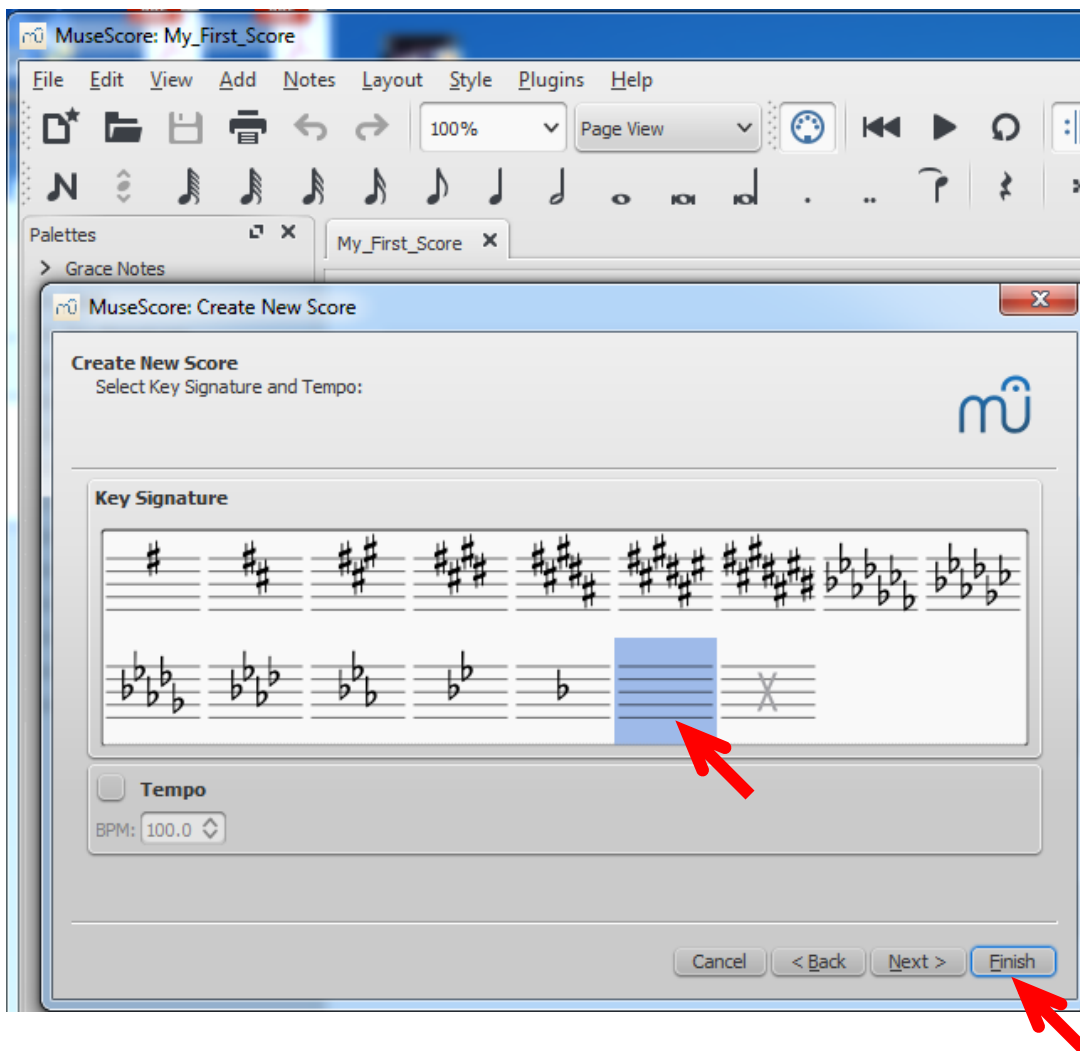 MuseScore: My_First_Score
File Edit View Add Notes Layout Style Plugins Help
100% Page View
Palettes
My_First_Score
Grace Notes
MuseScore: Create New Score
Create New Score
Select Key Signature and Tempo:
Key Signature
Tempo
BPM: 100.0
Cancel < Back Next > Finish